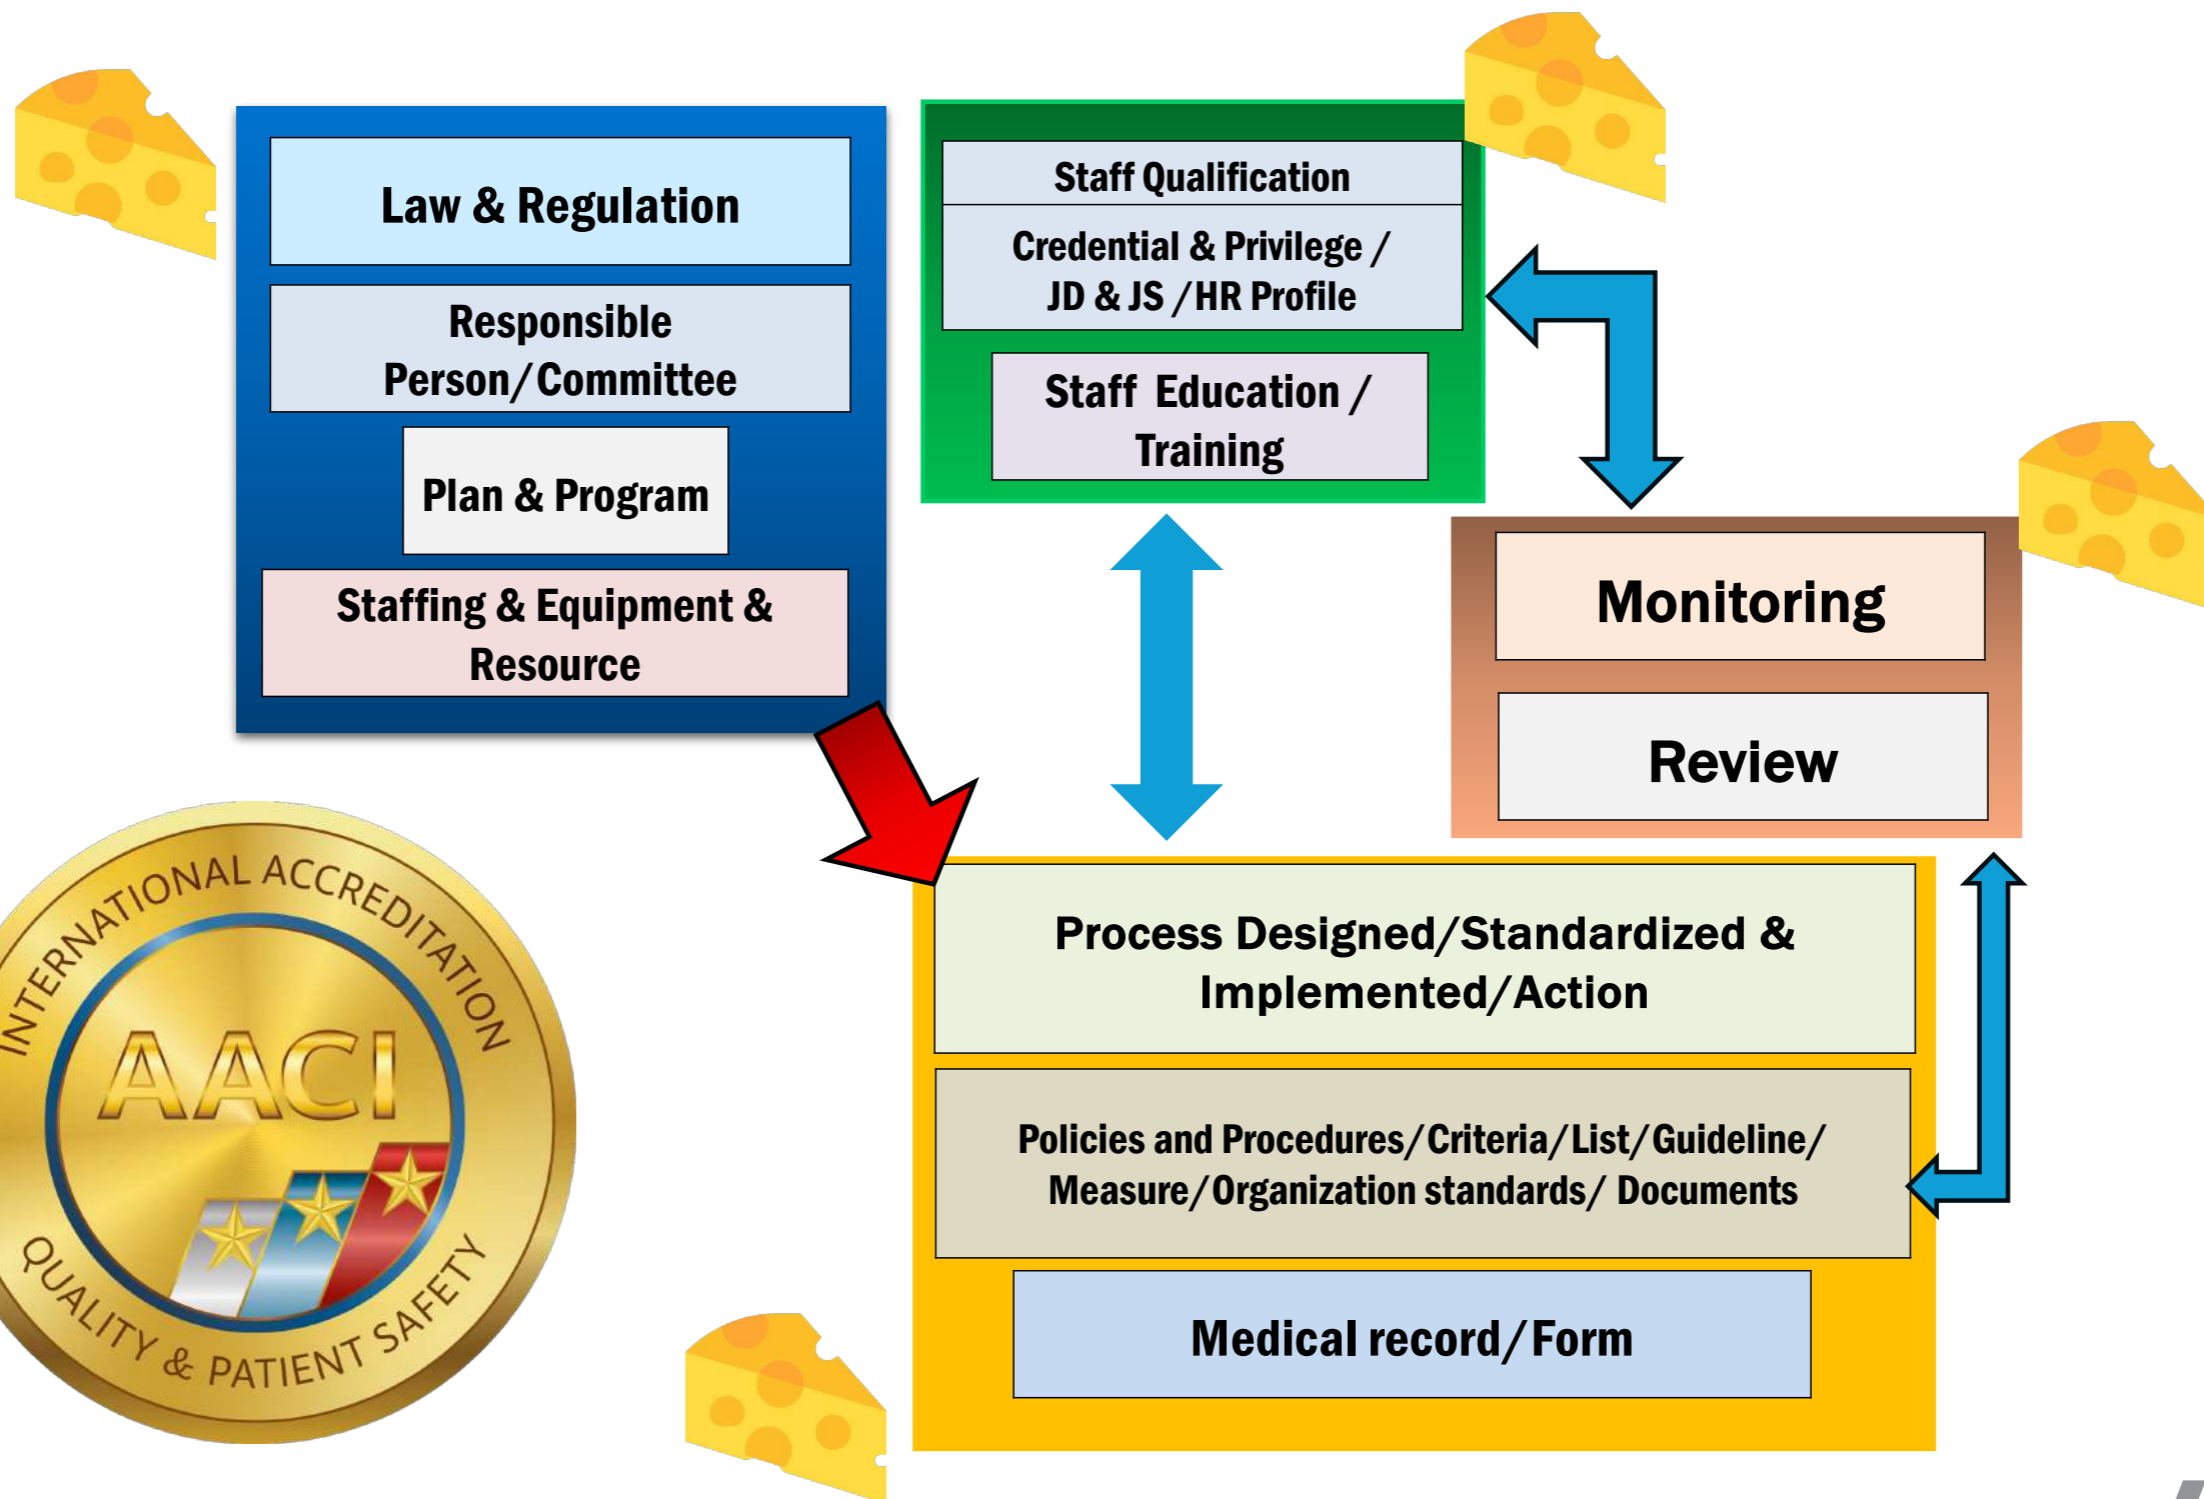 Law & Regulation
Responsible
Person/Committee
Plan & Program
Staffing & Equipment &
Resource
Staff Qualification
Credential & Privilege /
JD & JS /HR Profile
Staff Education /
Training
Monitoring
Review
Process Designed/Standardized &
Implemented/Action
Policies and Procedures/Criteria/List/Guideline/
Measure/Organization standards/ Documents
Medical record/Form
INTERNATIONAL ACCREDITATION
AACI
QUALITY & PATIENT SAFETY